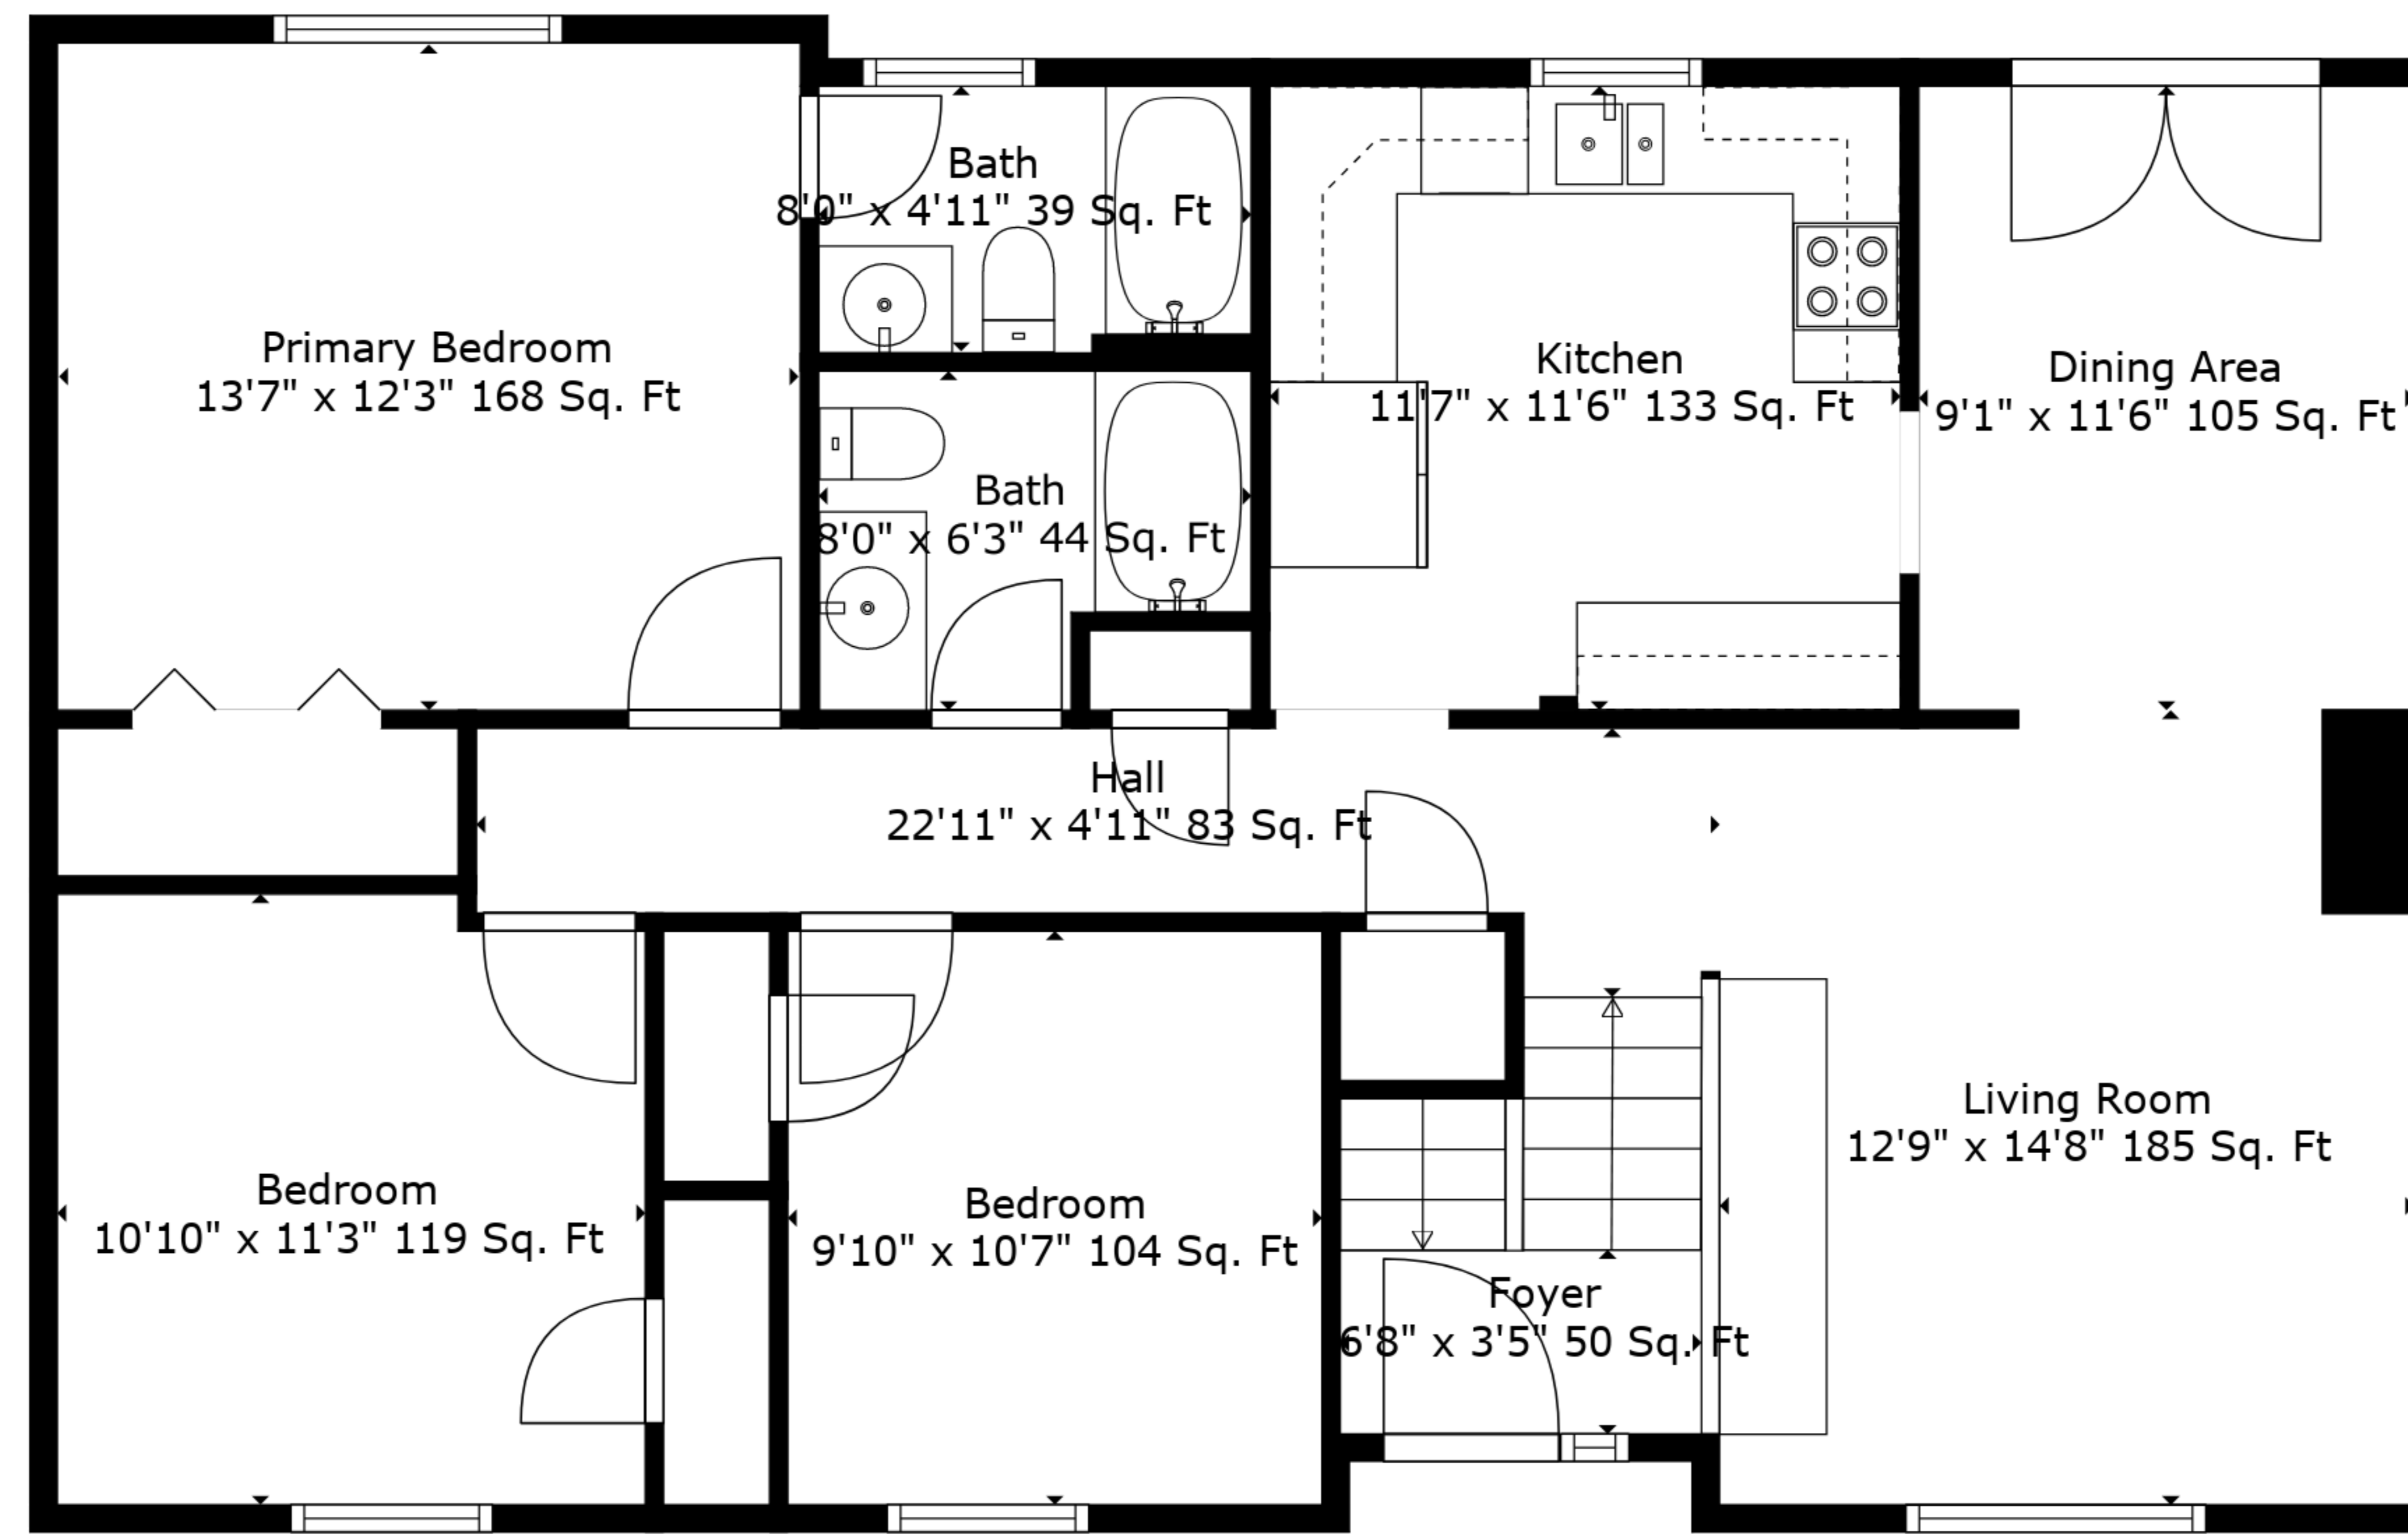 Bath
8'0" x 4'11" 39 Sq. Ft
Primary Bedroom
13'7" x 12'3" 168 Sq. Ft
Kitchen
11'7" x 11'6" 133 Sq. Ft
Dining Area
9'1" x 11'6" 105 Sq. Ft
Bath
8'0" x 6'3" 44 Sq. Ft
Hall
22'11" x 4'11" 83 Sq. Ft
Living Room
12'9" x 14'8" 185 Sq. Ft
Bedroom
10'10" x 11'3" 119 Sq. Ft
Bedroom
9'10" x 10'7" 104 Sq. Ft
Foyer
6'8" x 3'5" 50 Sq. Ft